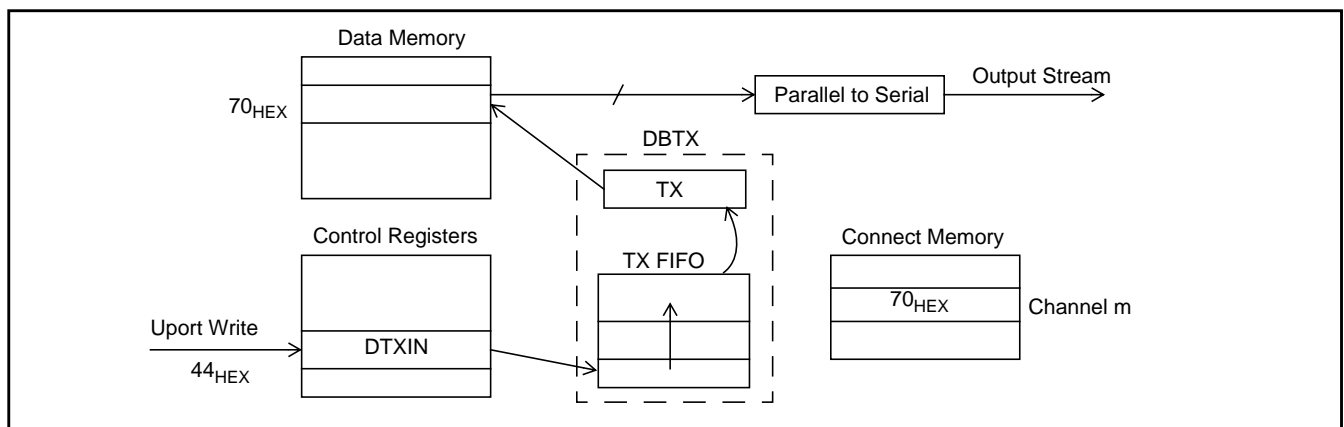 Data Memory
Output Stream
Parallel to Serial
70HEX
DBTX
TX
Control Registers
Connect Memory
TX FIFO
70HEX
Channel m
Uport Write
DTXIN
44HEX